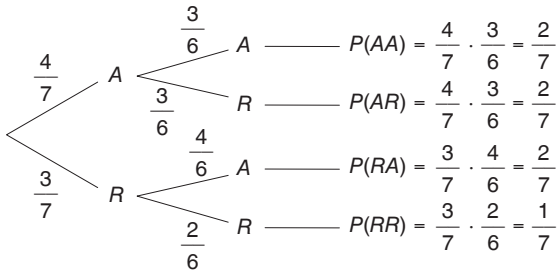 3/6 A P(AA) = 4/7 · 3/6 = 2/7
4/7 A
3/6 R P(AR) = 4/7 · 3/6 = 2/7
4/6 A P(RA) = 3/7 · 4/6 = 2/7
3/7 R
2/6 R P(RR) = 3/7 · 2/6 = 1/7